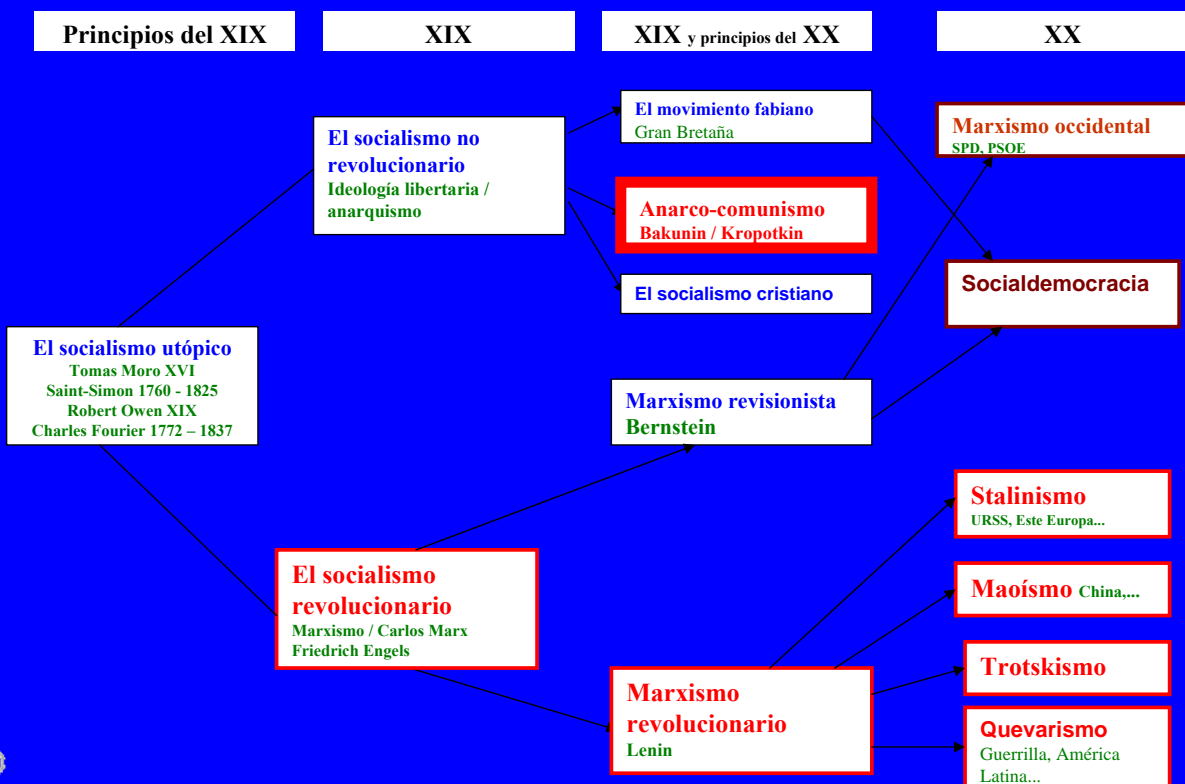 Principios del XIX
XIX
XIX y principios del XX
XX
El socialismo utópico
Tomas Moro XVI
Saint-Simon 1760 - 1825
Robert Owen XIX
Charles Fourier 1772 – 1837
El socialismo no
revolucionario
Ideología libertaria /
anarquismo
El socialismo
revolucionario
Marxismo / Carlos Marx
Friedrich Engels
El movimiento fabiano
Gran Bretaña
Anarco-comunismo
Bakunin / Kropotkin
El socialismo cristiano
Marxismo revisionista
Bernstein
Marxismo
revolucionario
Lenin
Marxismo occidental
SPD, PSOE
Socialdemocracia
Stalinismo
URSS, Este Europa...
Maoísmo China,...
Trotskismo
Quevarismo
Guerrilla, América
Latina...